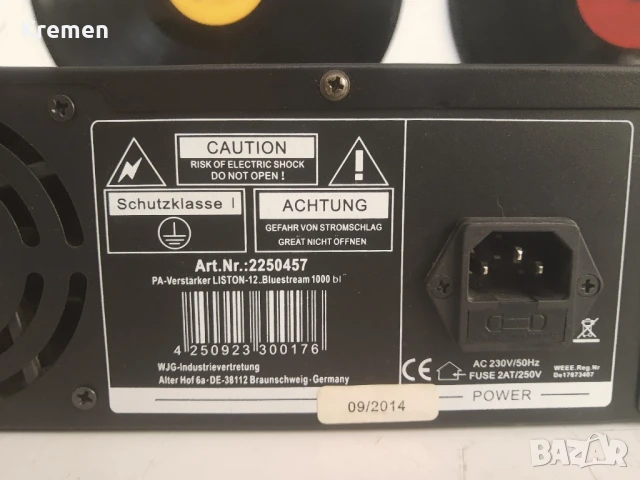 kremen
CAUTION
RISK OF ELECTRIC SHOCK
DO NOT OPEN !
Schutzklasse I
ACHTUNG
GEFAHR VON STROMSCHLAG
GREAT NICHT OFFNEN
Art.Nr.:2250457
PA-Verstarker LISTON-12..Bluestream 1000 bl
4 250923 300176
WJG-Industrievertretung
Alter Hof 6a·DE-38112 Braunschweig·Germany
CE
AC 230V/50Hz
FUSE 2AT/250V
WEEE.Reg.Nr
De17073407
POWER
09/2014
BAZAR